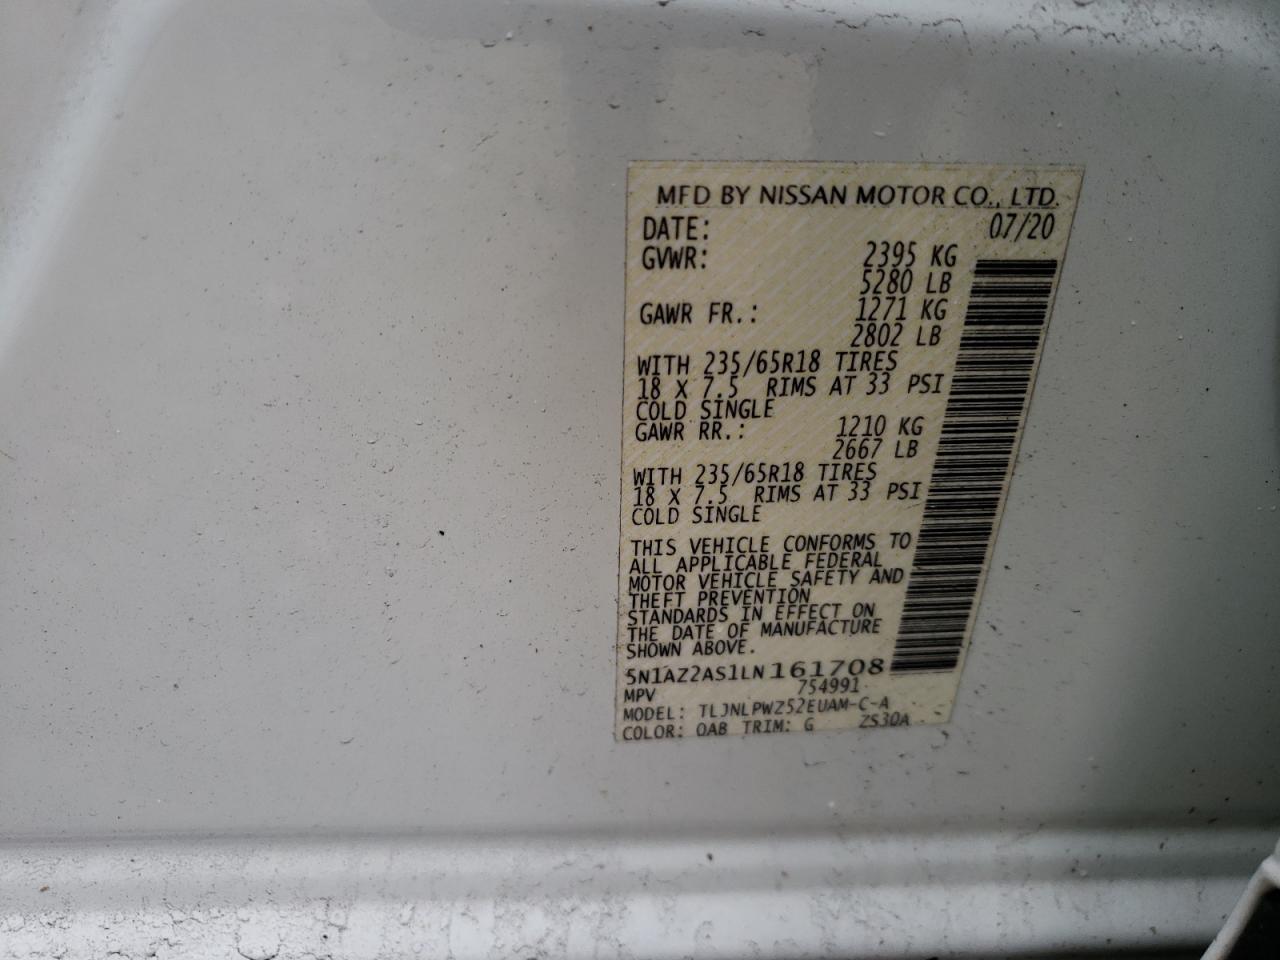 MFD BY NISSAN MOTOR CO., LTD.
DATE: 07/20
GVWR: 2395 KG
5280 LB
GAWR FR.: 1271 KG
2802 LB
WITH 235/65R18 TIRES
18 X 7.5 RIMS AT 33 PSI
COLD SINGLE
GAWR RR.: 1210 KG
2667 LB
WITH 235/65R18 TIRES
18 X 7.5 RIMS AT 33 PSI
COLD SINGLE
THIS VEHICLE CONFORMS TO
ALL APPLICABLE FEDERAL
MOTOR VEHICLE SAFETY AND
THEFT PREVENTION
STANDARDS IN EFFECT ON
THE DATE OF MANUFACTURE
SHOWN ABOVE.
5N1AZ2AS1LN161708
MPV 754991
MODEL: TLJNLPWZ52EUAM-C-A
COLOR: QAB TRIM: G ZS30A